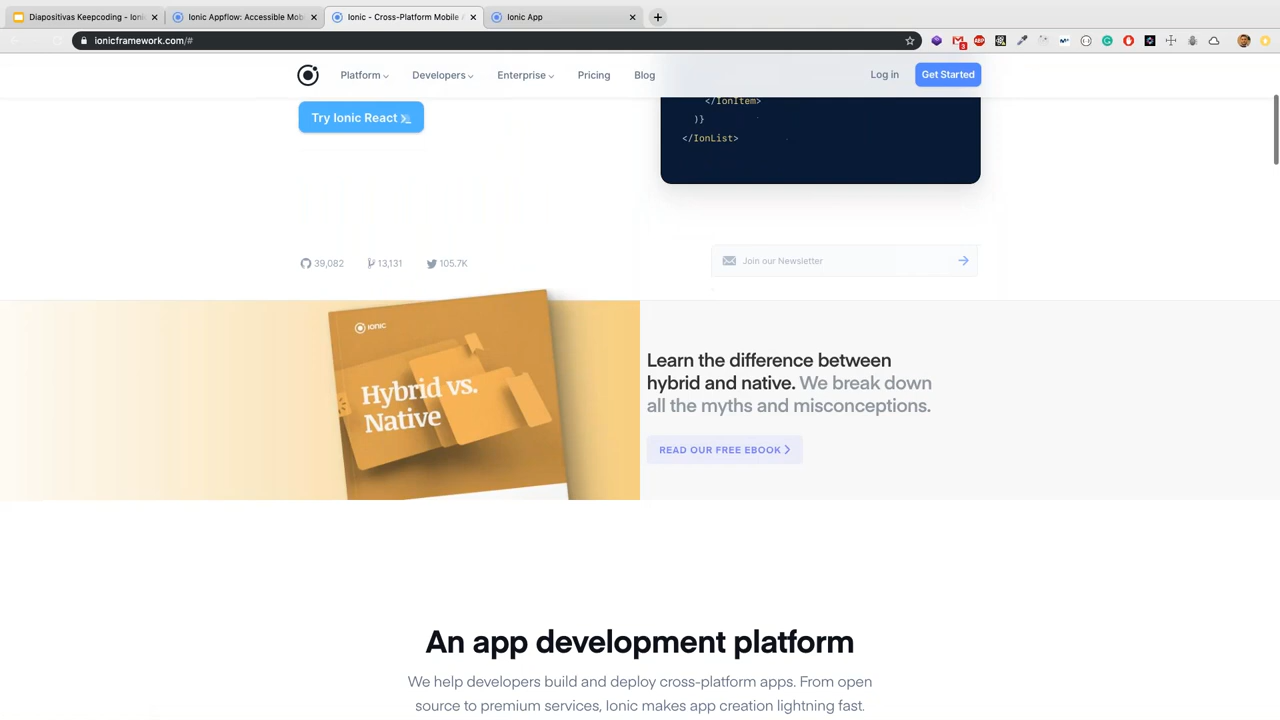 Diapositivas Keepcoding - Ioni
Ionic Appflow: Accessible Mob
Ionic - Cross-Platform Mobile A
Ionic App
ionicframework.com/#
3
Platform
Developers
Enterprise
Pricing
Blog
Log in
Get Started
Try Ionic React
</IonItem>
)}
</IonList>
39,082
13,131
105.7K
Join our Newsletter
IONIC
Hybrid vs.
Native
Learn the difference between
hybrid and native. We break down
all the myths and misconceptions.
READ OUR FREE EBOOK
An app development platform
We help developers build and deploy cross-platform apps. From open
source to premium services, Ionic makes app creation lightning fast.